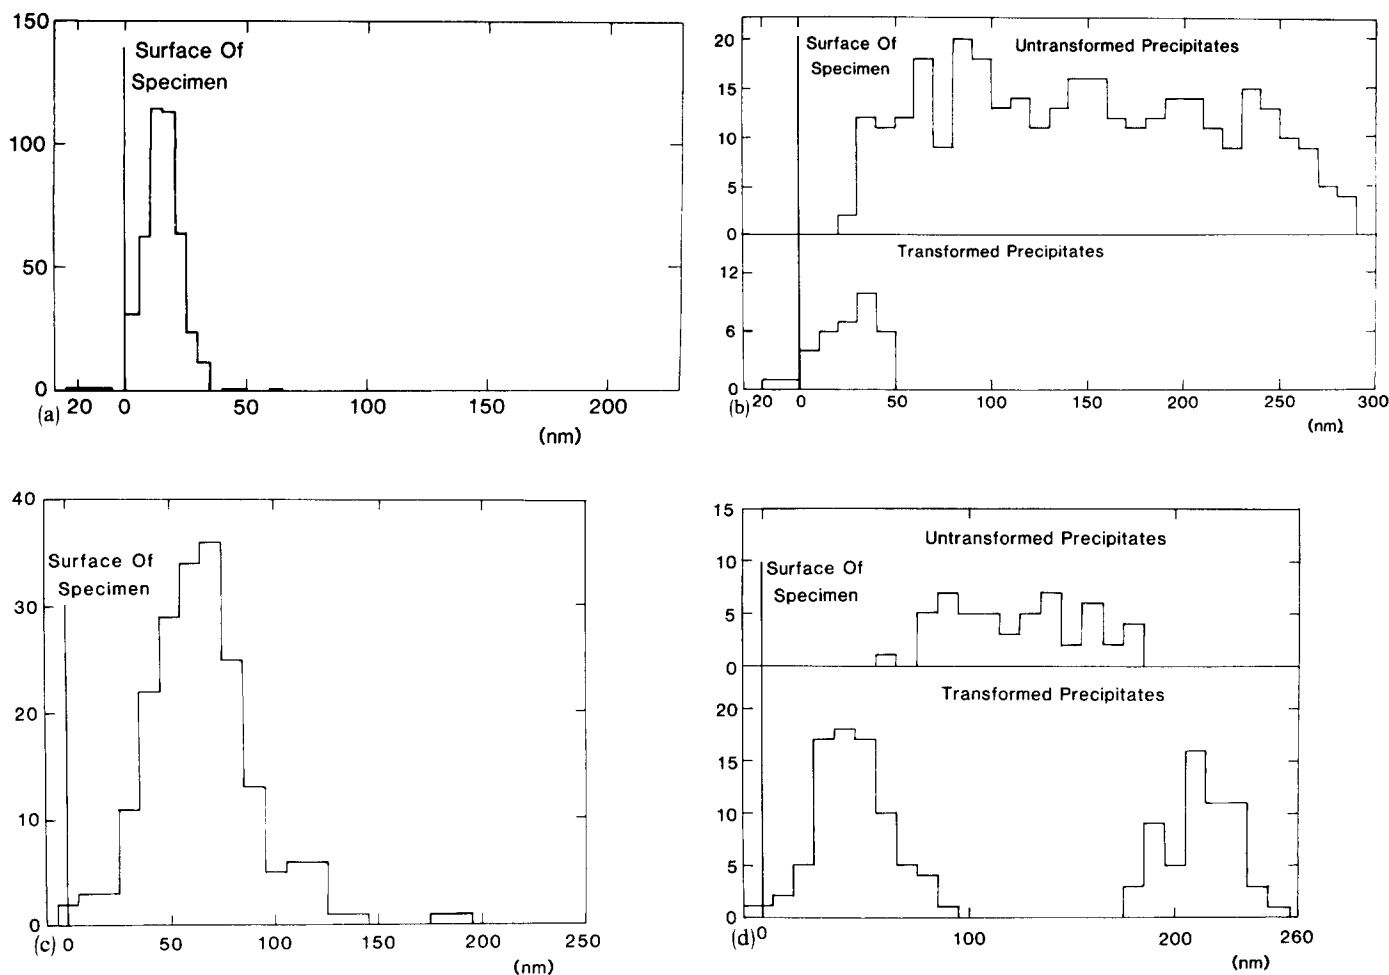 150
100
50
0
Surface Of
Specimen
(a) 20 0 50 100 150 200
(nm)
20
15
10
5
0
Surface Of
Specimen
Untransformed Precipitates
Transformed Precipitates
12
6
0
(b) 20 0 50 100 150 200 250 300
(nm)
40
30
20
10
0
Surface Of
Specimen
(c) 0 50 100 150 200 250
(nm)
15
10
5
0
Untransformed Precipitates
Surface Of
Specimen
Transformed Precipitates
20
15
10
5
0
(d) 0 100 200 260
(nm)